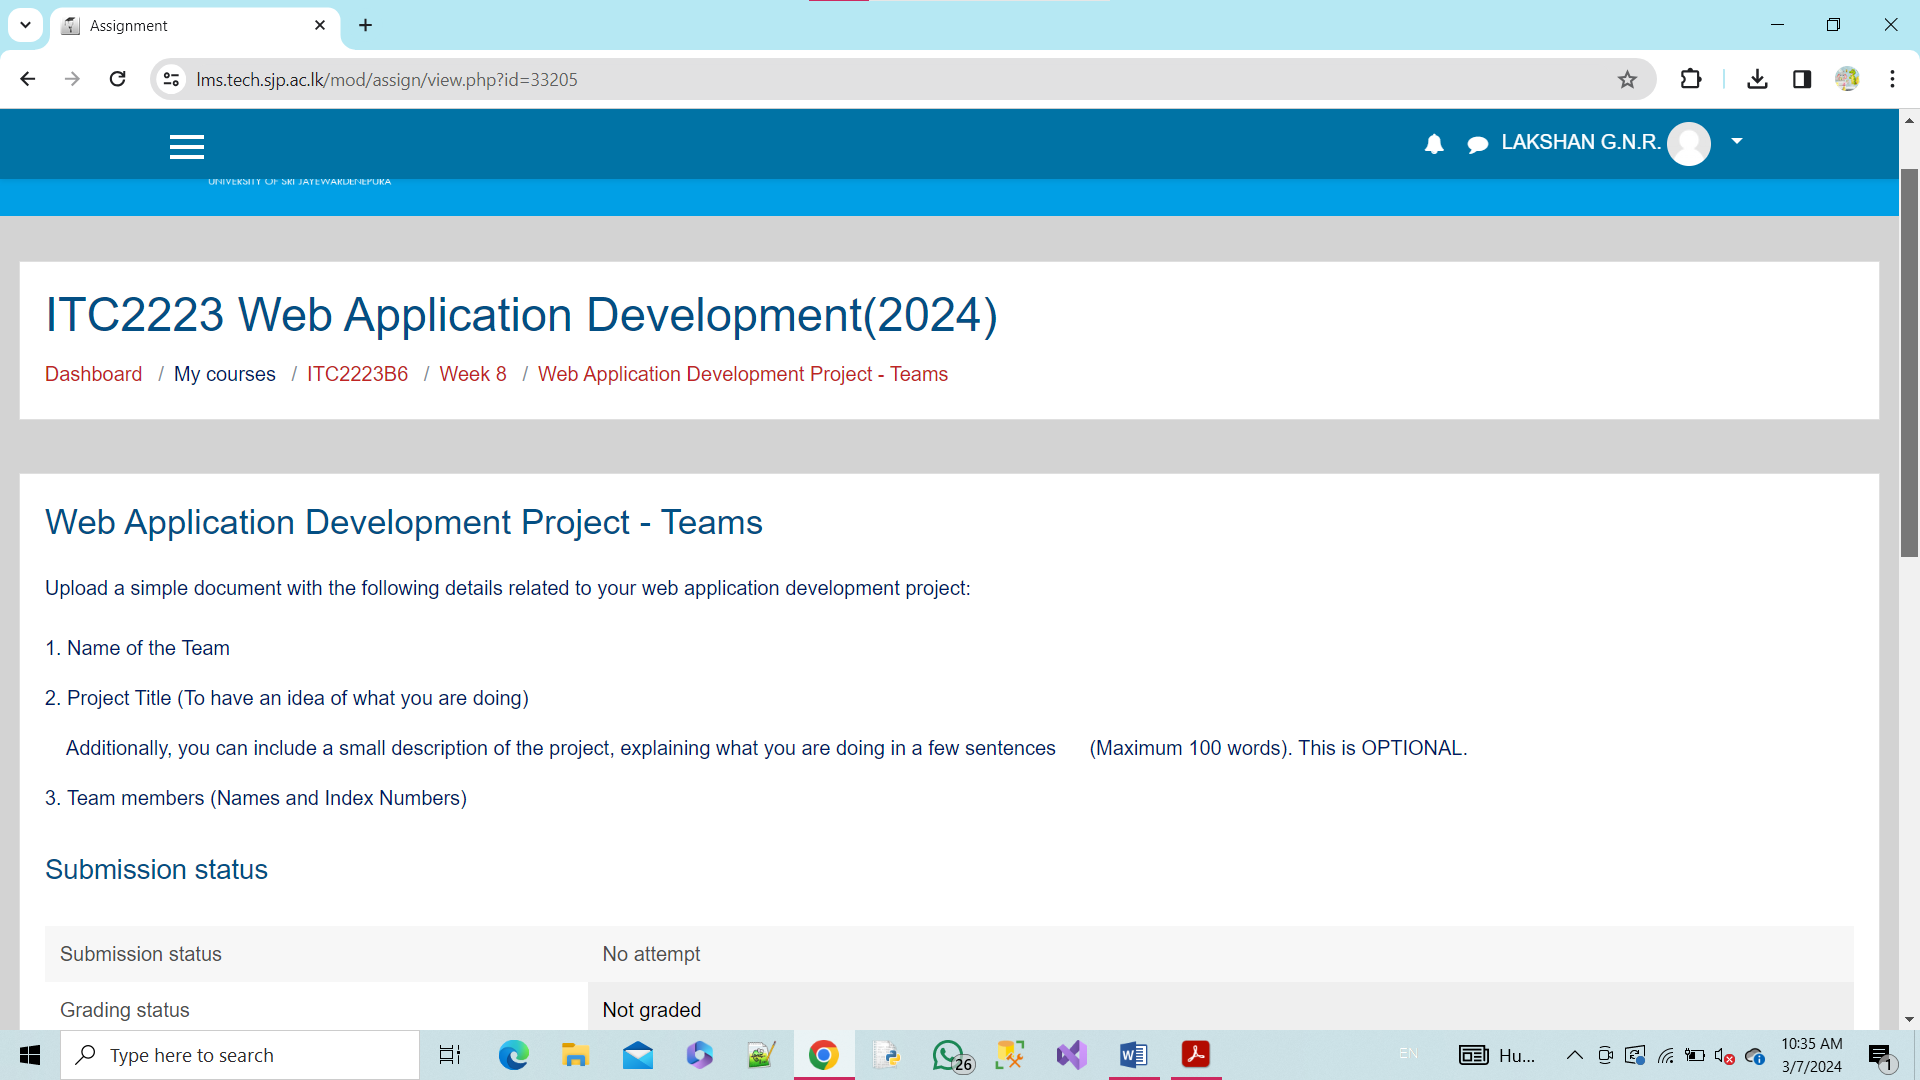 Assignment
lms.tech.sjp.ac.lk/mod/assign/view.php?id=33205
LAKSHAN G.N.R.
UNIVERSITY OF SRI JAYEWARDENEPURA
ITC2223 Web Application Development(2024)
Dashboard / My courses / ITC2223B6 / Week 8 / Web Application Development Project - Teams
Web Application Development Project - Teams
Upload a simple document with the following details related to your web application development project:
1. Name of the Team
2. Project Title (To have an idea of what you are doing)
Additionally, you can include a small description of the project, explaining what you are doing in a few sentences (Maximum 100 words). This is OPTIONAL.
3. Team members (Names and Index Numbers)
Submission status
Submission status No attempt
Grading status Not graded
Type here to search
26
EN
Hu...
10:35 AM
3/7/2024
1